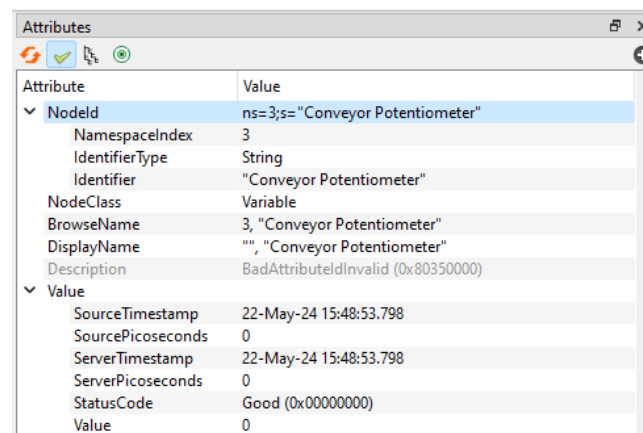 Attributes
Attribute Value
NodeId ns=3;s="Conveyor Potentiometer"
NamespaceIndex 3
IdentifierType String
Identifier "Conveyor Potentiometer"
NodeClass Variable
BrowseName 3, "Conveyor Potentiometer"
DisplayName "", "Conveyor Potentiometer"
Description BadAttributeIdInvalid (0x80350000)
Value
SourceTimestamp 22-May-24 15:48:53.798
SourcePicoseconds 0
ServerTimestamp 22-May-24 15:48:53.798
ServerPicoseconds 0
StatusCode Good (0x00000000)
Value 0